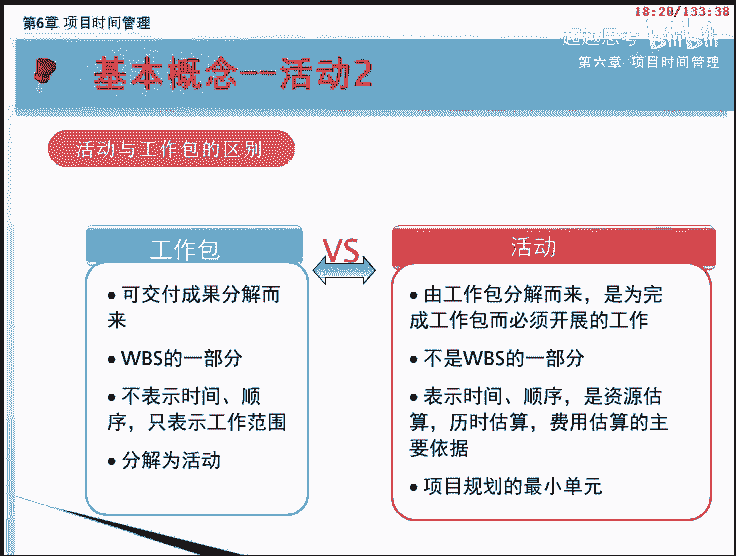 第6章 项目时间管理
18:20/133:38
超越思考
bilibili
第六章 项目时间管理
基本概念--活动2
活动与工作包的区别
工作包
VS
活动
• 可交付成果分解而
来
• WBS的一部分
• 不表示时间、顺
序，只表示工作范围
• 分解为活动
• 由工作包分解而来，是为完
成工作包而必须开展的工作
• 不是WBS的一部分
• 表示时间、顺序，是资源估
算，历时估算，费用估算的主
要依据
• 项目规划的最小单元